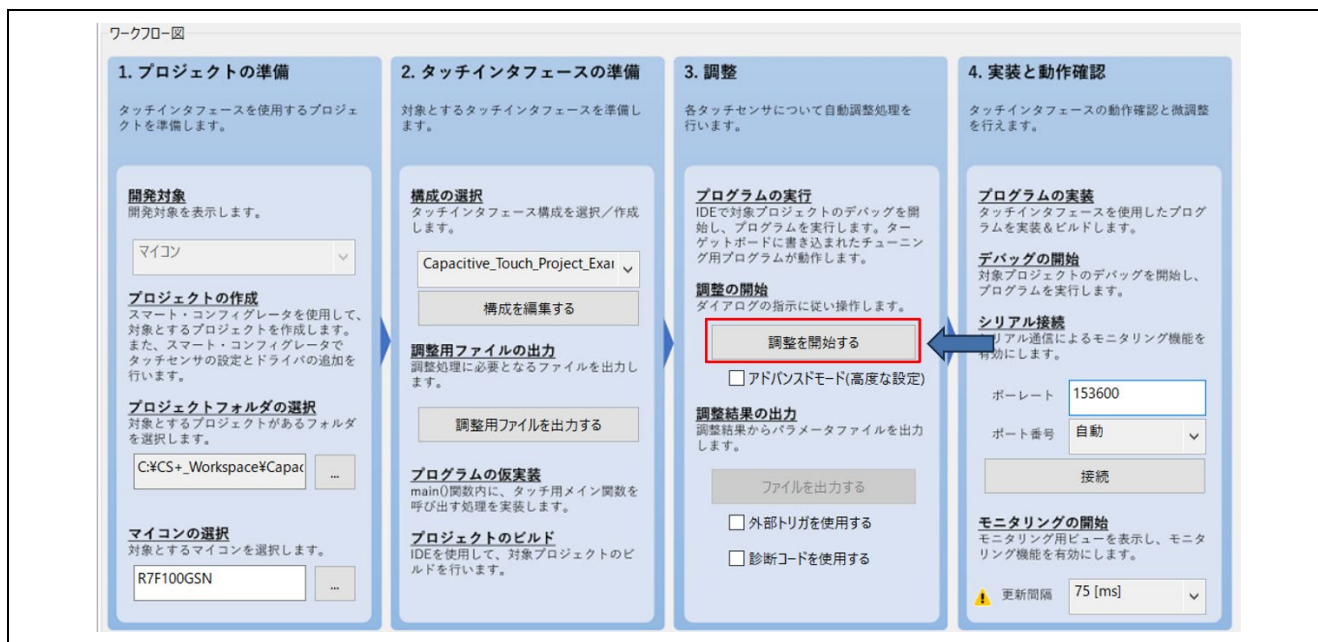 ワークフロー図
1. プロジェクトの準備
タッチインタフェースを使用するプロジェ
クトを準備します。
開発対象
開発対象を表示します。
マイコン
プロジェクトの作成
スマート・コンフィグレータを使用して、
対象とするプロジェクトを作成します。
また、スマート・コンフィグレータで
タッチセンサの設定とドライバの追加を
行います。
プロジェクトフォルダの選択
対象とするプロジェクトがあるフォルダ
を選択します。
C:¥CS+_Workspace¥Capac
...
マイコンの選択
対象とするマイコンを選択します。
R7F100GSN
...
2. タッチインタフェースの準備
対象とするタッチインタフェースを準備し
ます。
構成の選択
タッチインタフェース構成を選択／作成
します。
Capacitive_Touch_Project_Exar
構成を編集する
調整用ファイルの出力
調整処理に必要となるファイルを出力し
ます。
調整用ファイルを出力する
プログラムの仮実装
main()関数内に、タッチ用メイン関数を
呼び出す処理を実装します。
プロジェクトのビルド
IDEを使用して、対象プロジェクトのビ
ルドを行います。
3. 調整
各タッチセンサについて自動調整処理を
行います。
プログラムの実行
IDEで対象プロジェクトのデバッグを開
始し、プログラムを実行します。ター
ゲットボードに書き込まれたチューニン
グ用プログラムが動作します。
調整の開始
ダイアログの指示に従い操作します。
調整を開始する
アドバンスドモード(高度な設定)
調整結果の出力
調整結果からパラメータファイルを出力
します。
ファイルを出力する
外部トリガを使用する
診断コードを使用する
4. 実装と動作確認
タッチインタフェースの動作確認と微調整
を行えます。
プログラムの実装
タッチインタフェースを使用したプログ
ラムを実装＆ビルドします。
デバッグの開始
対象プロジェクトのデバッグを開始し、
プログラムを実行します。
シリアル接続
リアル通信によるモニタリング機能を
有効にします。
ボーレート
153600
ポート番号
自動
接続
モニタリングの開始
モニタリング用ビューを表示し、モニタ
リング機能を有効にします。
更新間隔
75 [ms]